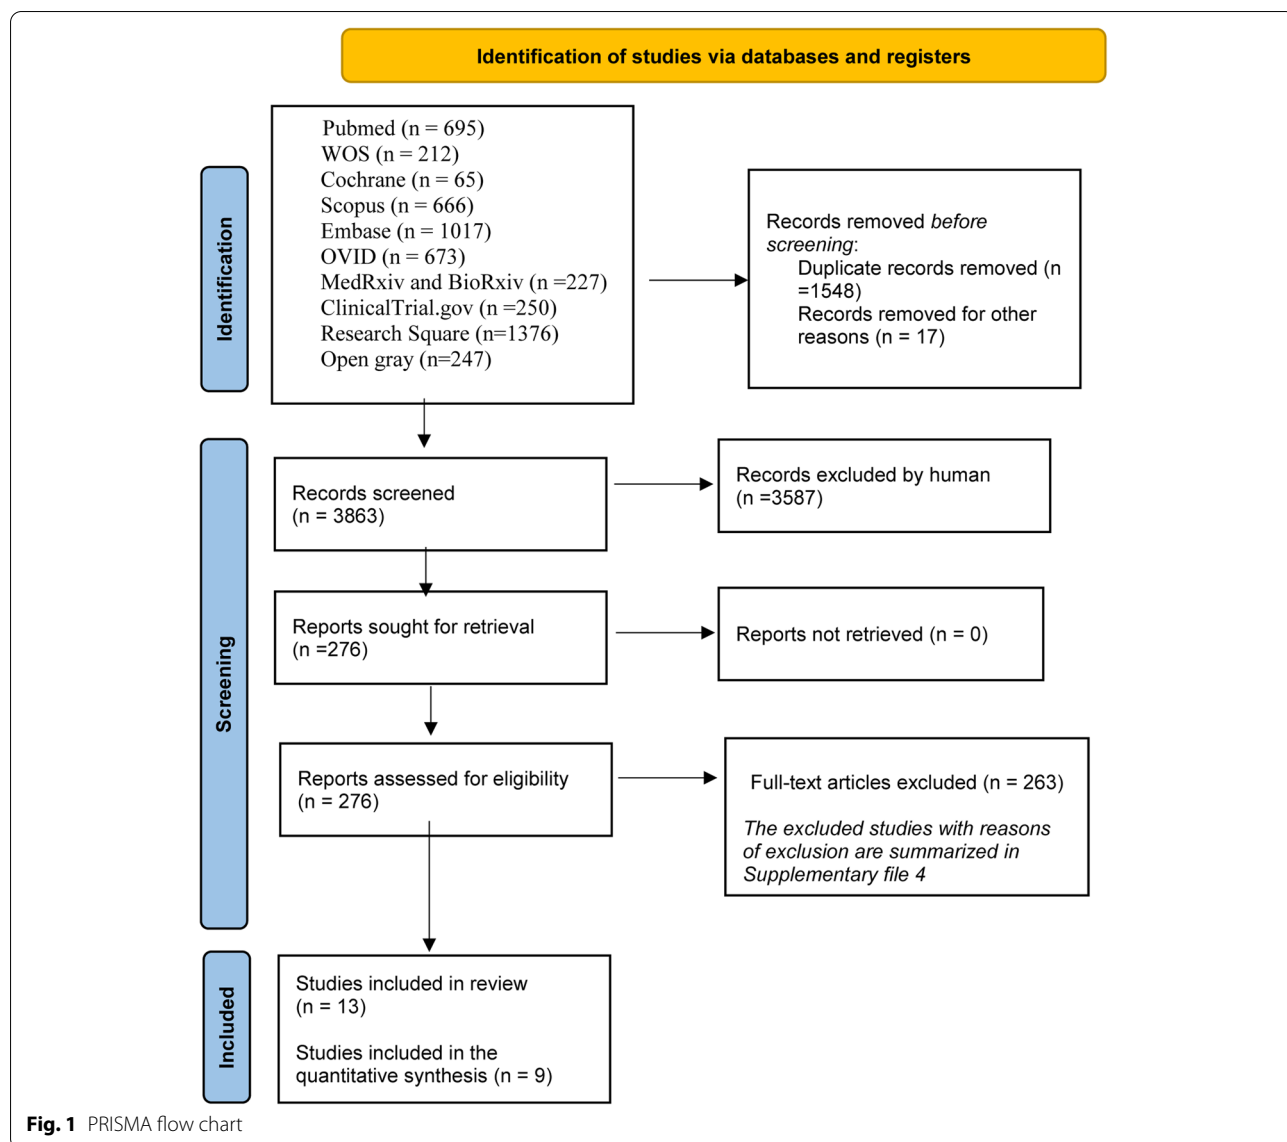 Identification of studies via databases and registers
Identification
Pubmed (n = 695)
WOS (n = 212)
Cochrane (n = 65)
Scopus (n = 666)
Embase (n = 1017)
OVID (n = 673)
MedRxiv and BioRxiv (n =227)
ClinicalTrial.gov (n =250)
Research Square (n=1376)
Open gray (n=247)
Records removed before
screening:
Duplicate records removed (n
=1548)
Records removed for other
reasons (n = 17)
Screening
Records screened
(n = 3863)
Records excluded by human
(n =3587)
Reports sought for retrieval
(n =276)
Reports not retrieved (n = 0)
Reports assessed for eligibility
(n = 276)
Full-text articles excluded (n = 263)
The excluded studies with reasons
of exclusion are summarized in
Supplementary file 4
Included
Studies included in review
(n = 13)
Studies included in the
quantitative synthesis (n = 9)
Fig. 1 PRISMA flow chart